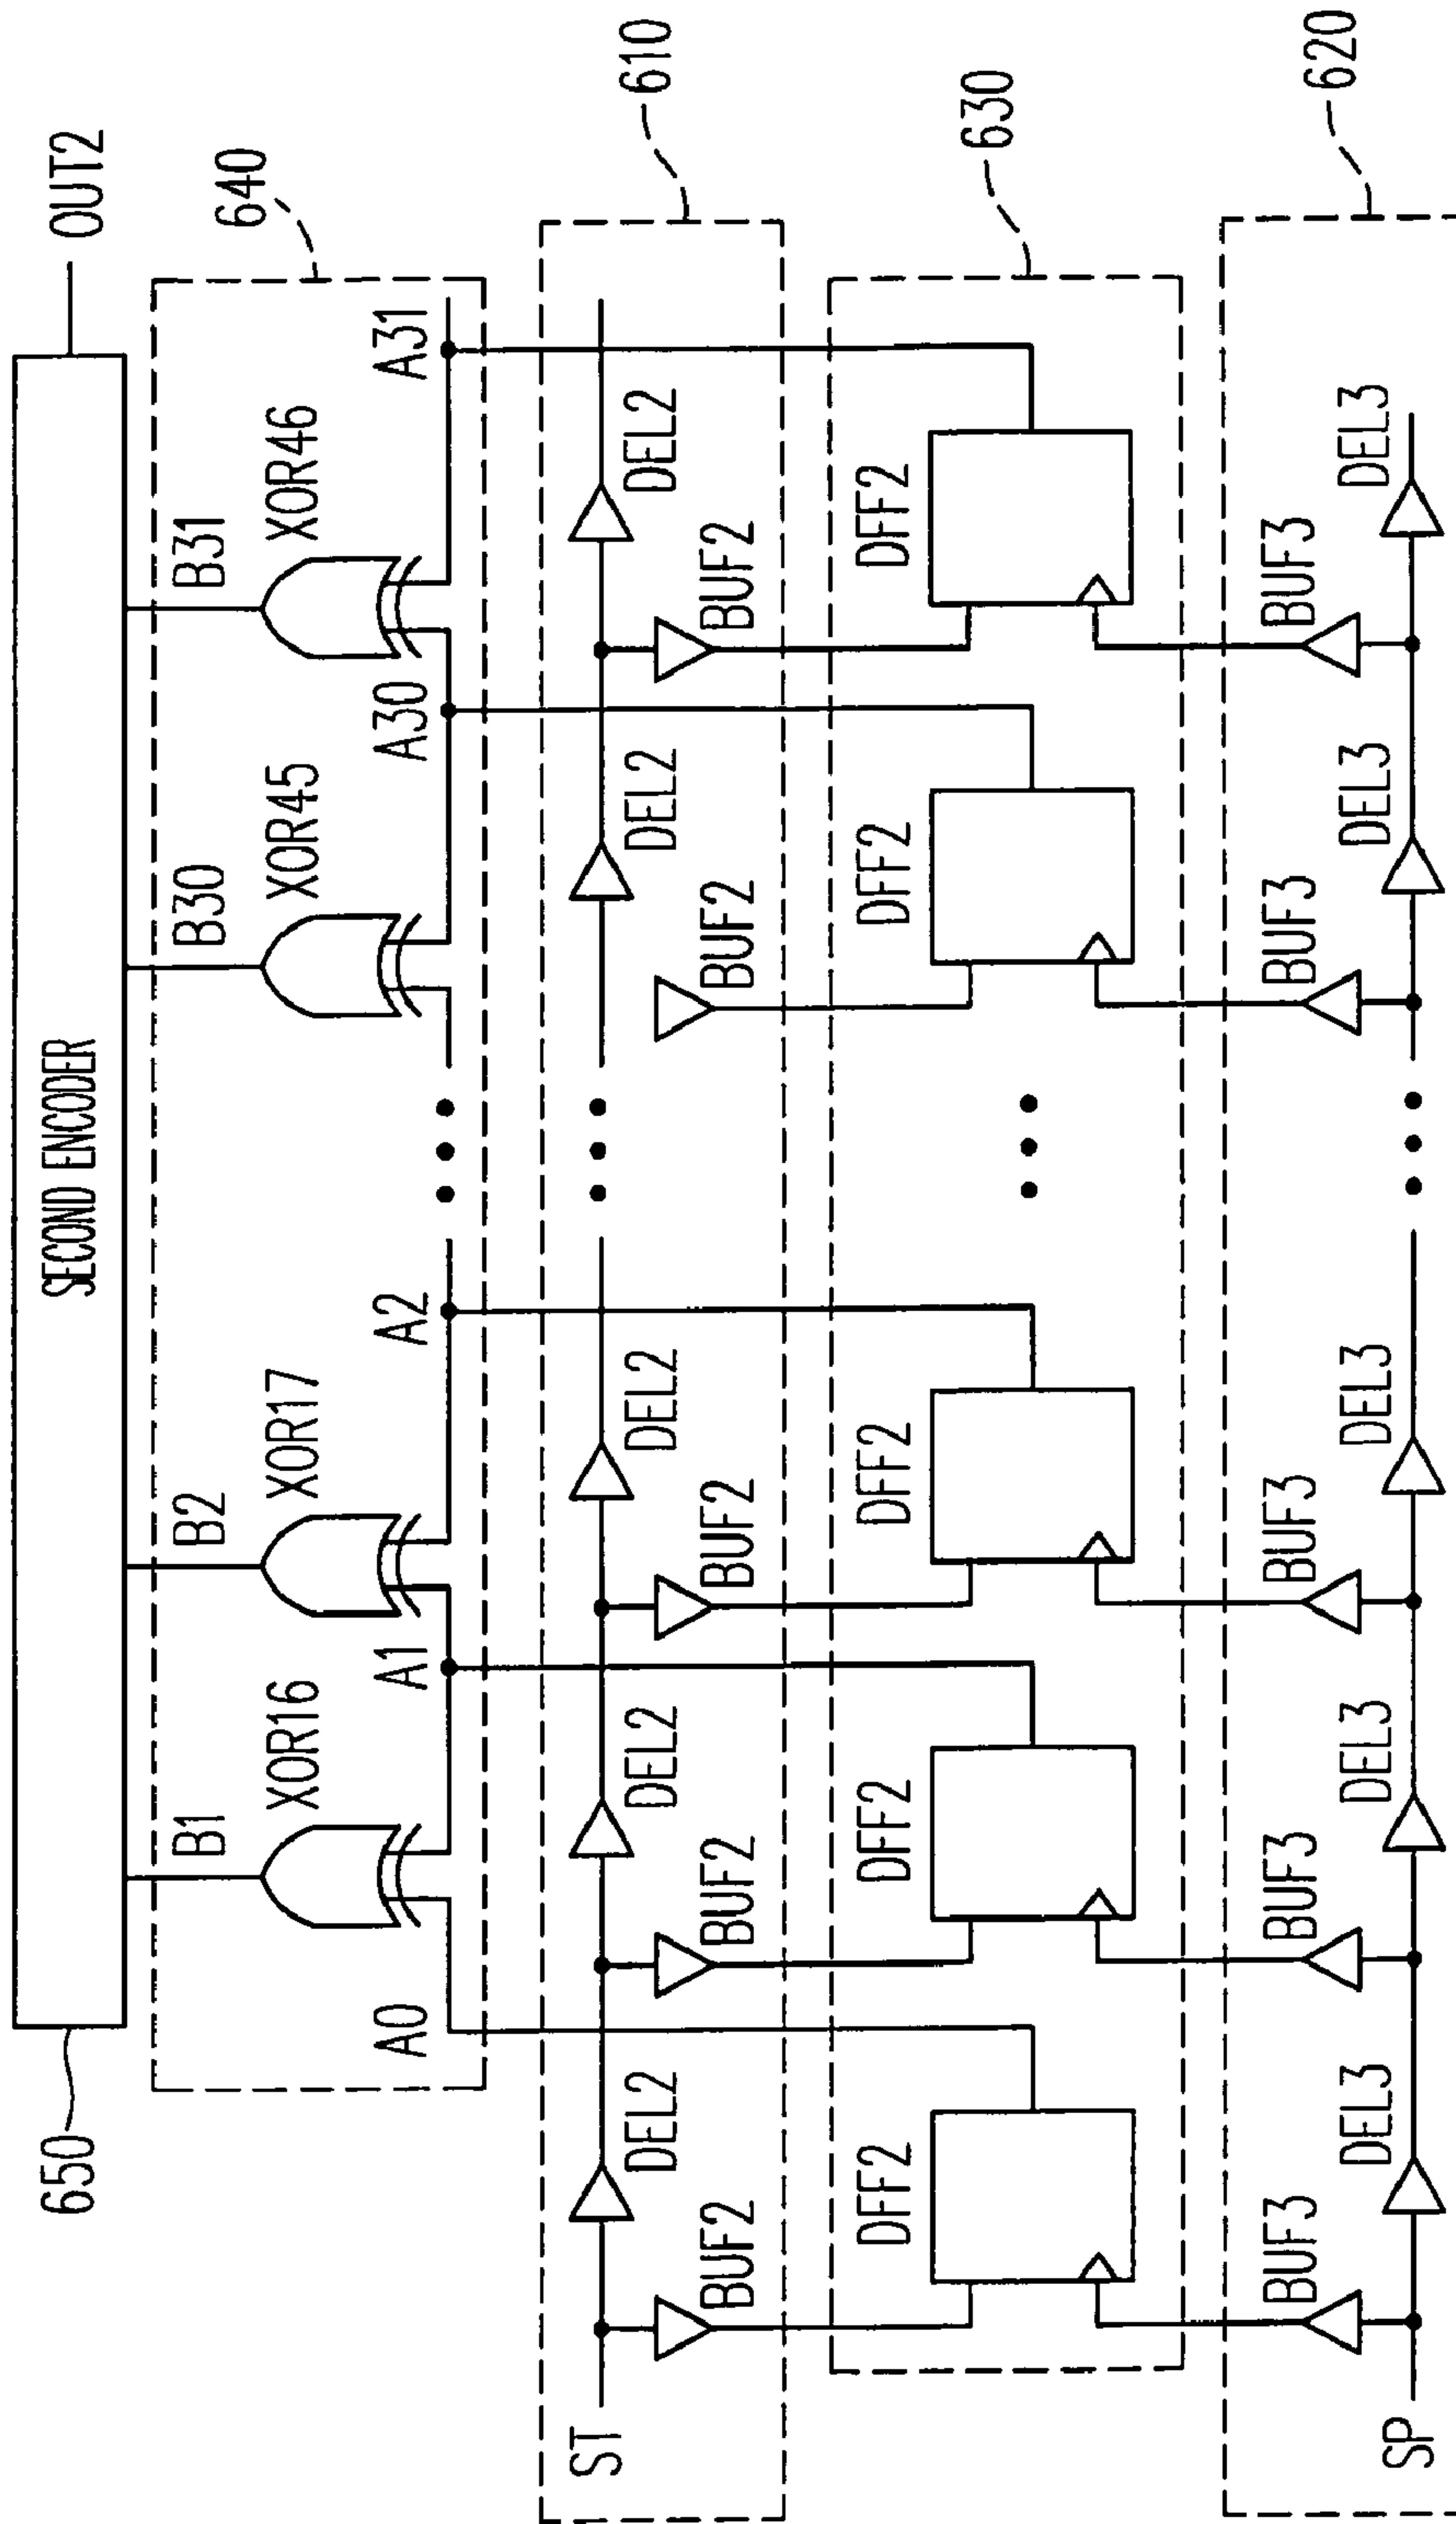 650
SECOND ENCODER
OUT2
640
B1
B2
B30
B31
XOR16
XOR17
XOR45
XOR46
A0
A1
A2
A30
A31
610
ST
DEL2
DEL2
DEL2
DEL2
DEL2
BUF2
BUF2
BUF2
BUF2
BUF2
630
DFF2
DFF2
DFF2
DFF2
DFF2
620
BUF3
BUF3
BUF3
BUF3
BUF3
SP
DEL3
DEL3
DEL3
DEL3
DEL3